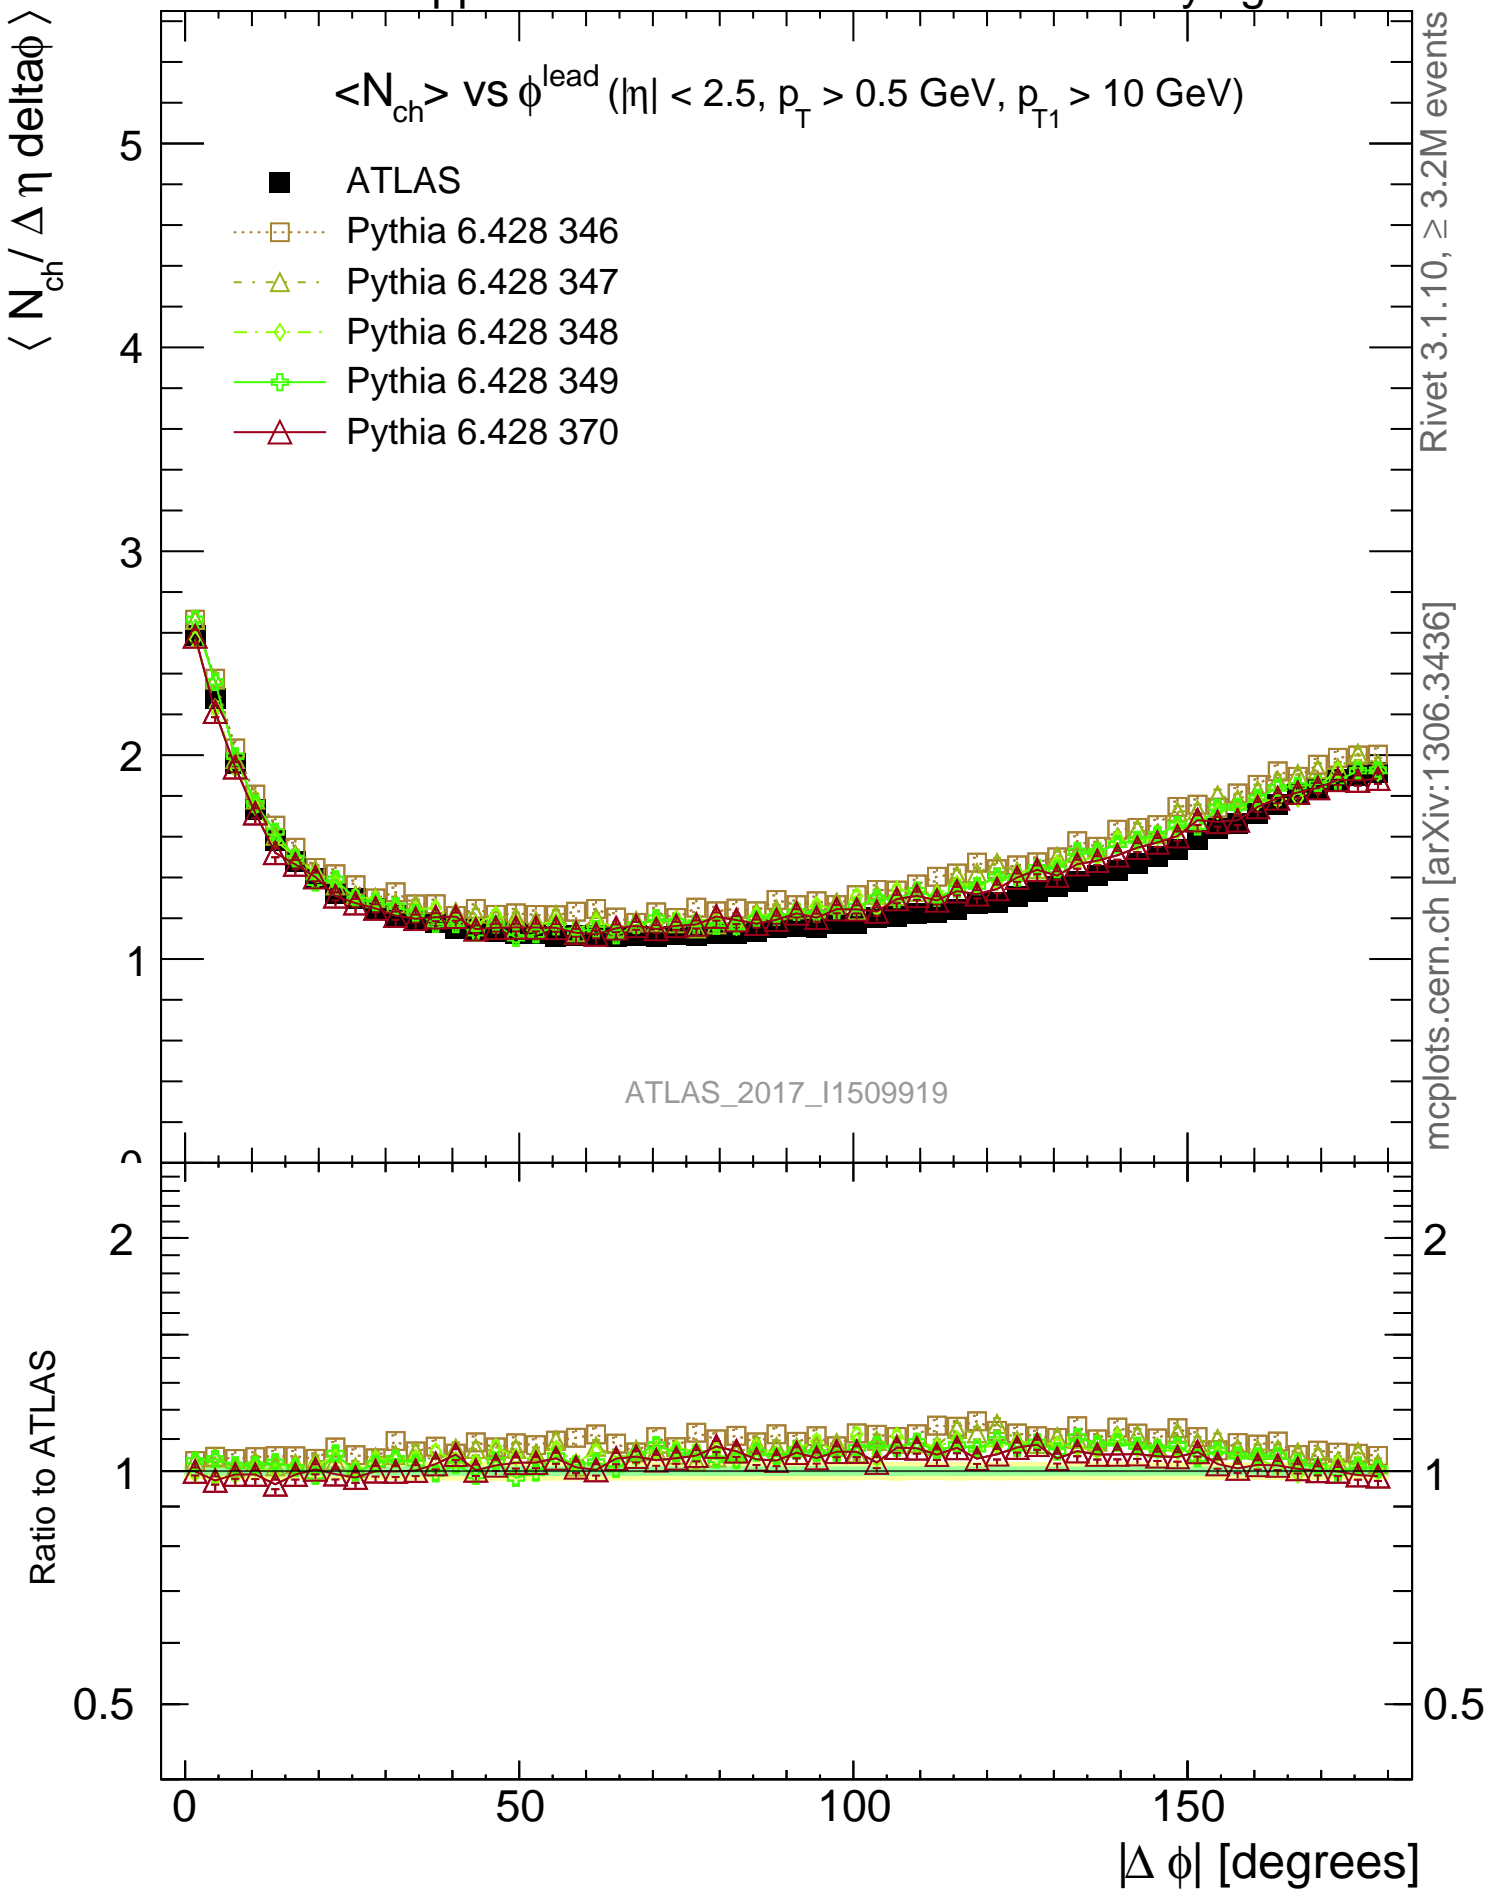 <N_ch> vs ϕ^lead (|η| < 2.5, p_T > 0.5 GeV, p_T1 > 10 GeV)
⟨ N_ch / Δ η deltaϕ ⟩
ATLAS
Pythia 6.428 346
Pythia 6.428 347
Pythia 6.428 348
Pythia 6.428 349
Pythia 6.428 370
5
4
3
2
1
ATLAS_2017_I1509919
Rivet 3.1.10, ≥ 3.2M events
mcplots.cern.ch [arXiv:1306.3436]
Ratio to ATLAS
2
1
0.5
2
1
0.5
0 50 100 150
|Δ ϕ| [degrees]